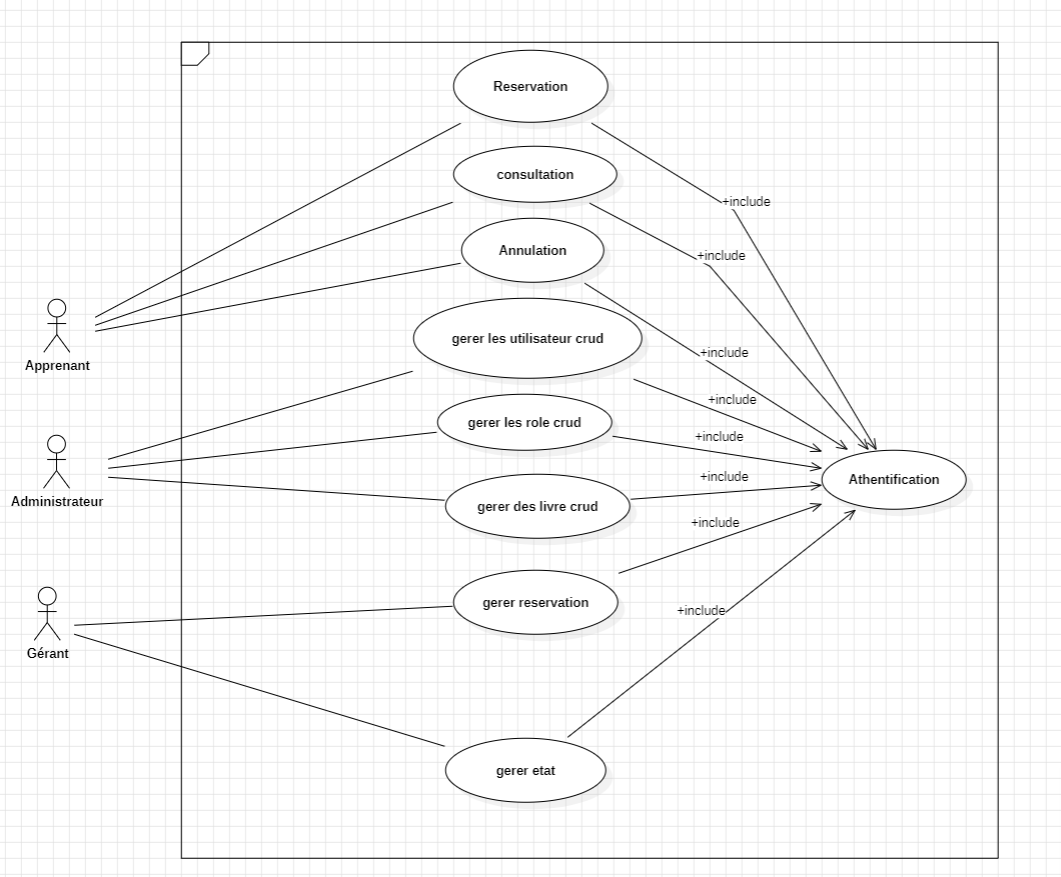 Reservation
consultation
+include
Annulation
+include
gerer les utilisateur crud
+include
Apprenant
+include
gerer les role crud
+include
Athentification
+include
Administrateur
gerer des livre crud
+include
gerer reservation
+include
Gérant
gerer etat